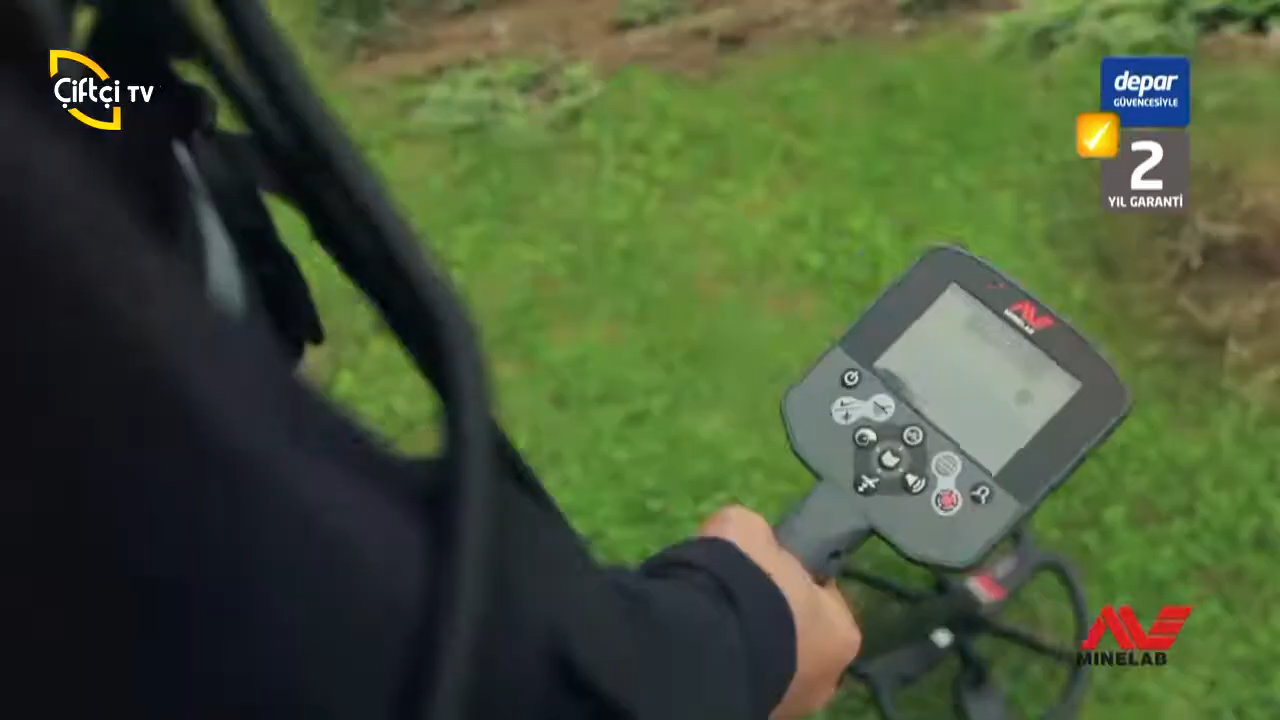 Çiftçi TV
depar
GÜVENCESİYLE
2
YIL GARANTİ
MINELAB
MINELAB